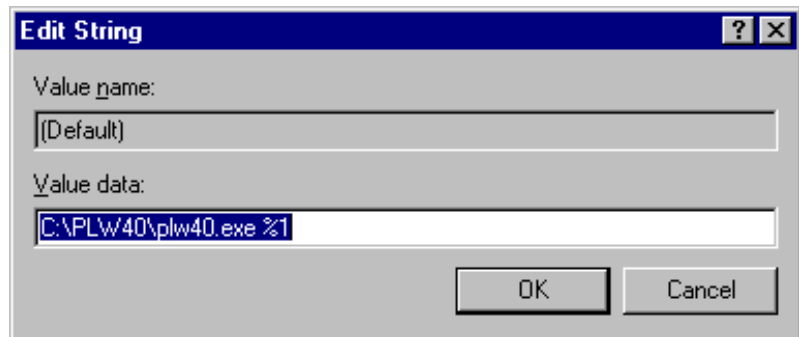 Edit String
Value name:
(Default)
Value data:
C:\PLW40\plw40.exe %1
OK Cancel